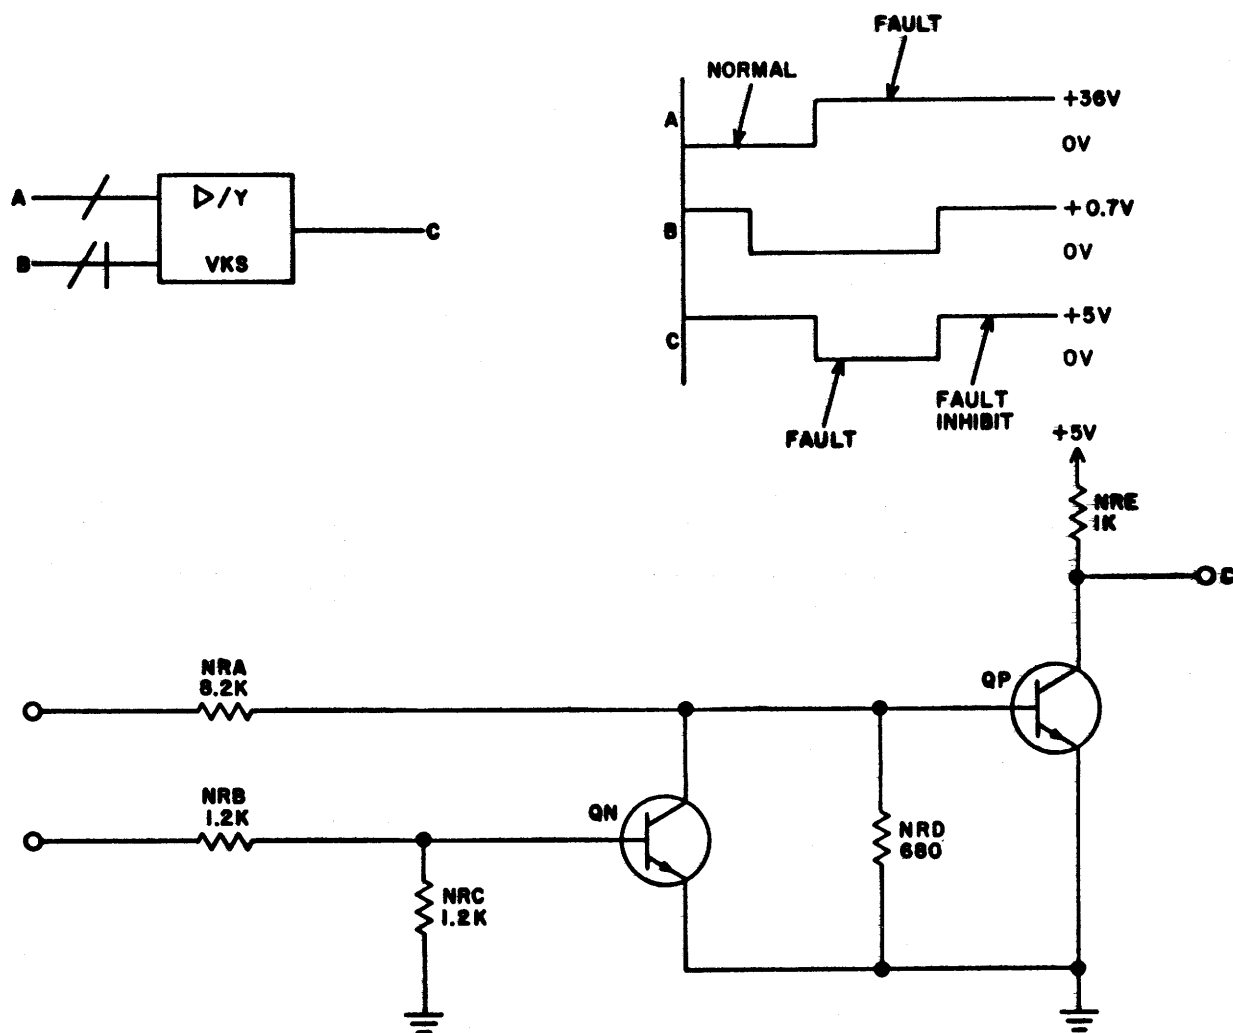 FAULT
NORMAL
A
+36V
0V
A
▷/Y
B
VKS
C
B
+0.7V
0V
C
+5V
0V
FAULT
FAULT
INHIBIT
+5V
NRE
1K
NRA
8.2K
QP
NRB
1.2K
QN
NRD
680
NRC
1.2K